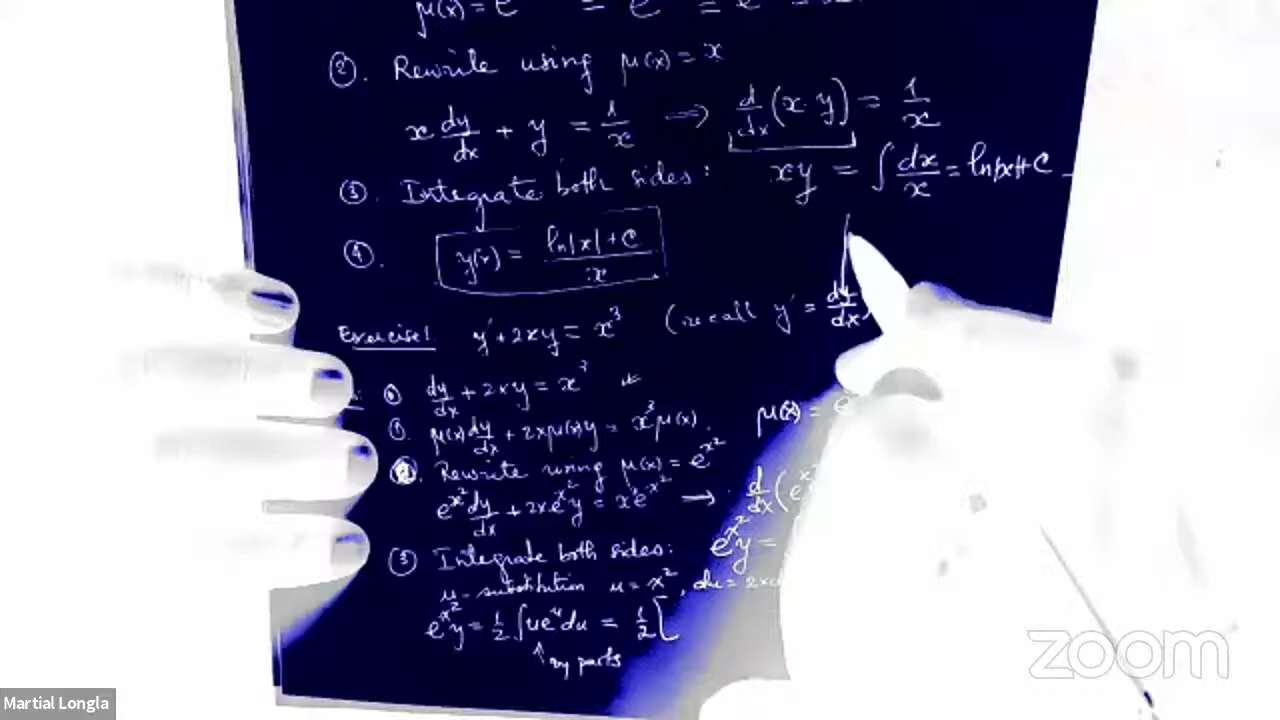 μ(x) = e = e = e
②. Rewrite using μ(x) = x
x dy/dx + y = 1/x ⟹ d/dx (x·y) = 1/x
③. Integrate both sides: xy = ∫ dx/x = ln|x| + C
④. y(x) = (ln|x| + C)/x
Exercise! y' + 2xy = x³ (recall y' = dy/dx)
⓪ dy/dx + 2xy = x³
①. μ(x) dy/dx + 2xμ(x)y = x³μ(x). μ(x) = e
②. Rewrite using μ(x) = e^x²
e^x² dy/dx + 2xe^x² y = x³e^x² → d/dx (e^x²
③ Integrate both sides: e^x² y = ∫
u-substitution u = x², du = 2xd
e^x² y = 1/2 ∫ue^u du = 1/2 [
↑ by parts
Martial Longla
zoom